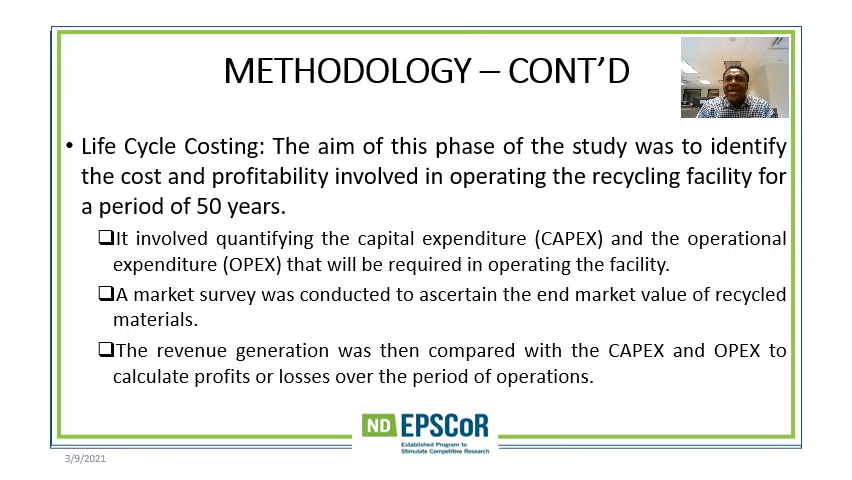 METHODOLOGY – CONT’D
• Life Cycle Costing: The aim of this phase of the study was to identify
the cost and profitability involved in operating the recycling facility for
a period of 50 years.
❑It involved quantifying the capital expenditure (CAPEX) and the operational
expenditure (OPEX) that will be required in operating the facility.
❑A market survey was conducted to ascertain the end market value of recycled
materials.
❑The revenue generation was then compared with the CAPEX and OPEX to
calculate profits or losses over the period of operations.
ND EPSCoR
Established Program to
Stimulate Competitive Research
3/9/2021